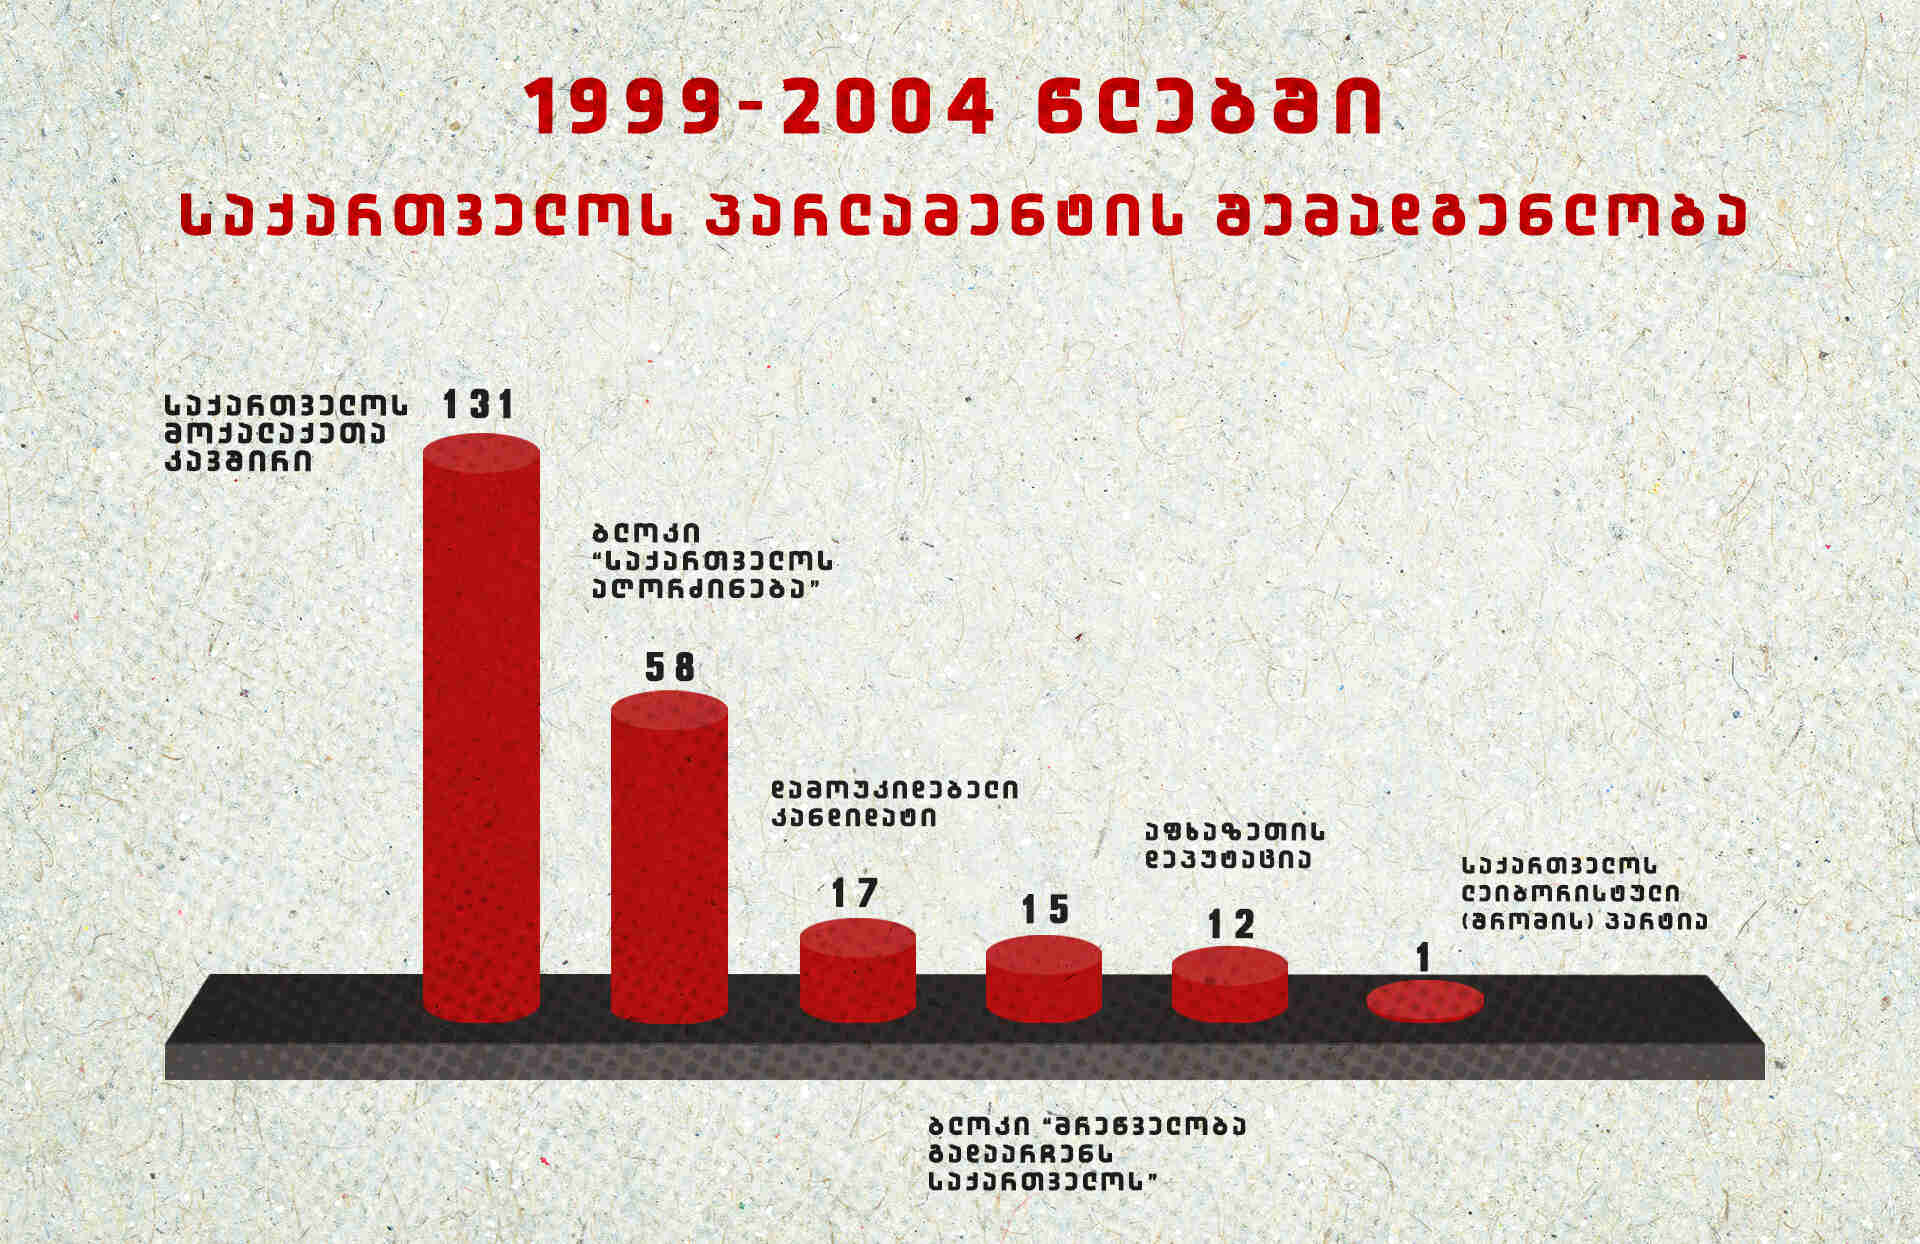 1999-2004 წლებში
საქართველოს პარლამენტის შემადგენლობა
საქართველოს
მოქალაქეთა
კავშირი
131
ბლოკი
“საქართველოს
აღორძინება”
58
დამოუკიდებელი
კანდიდატი
17
15
აფხაზეთის
დეპუტაცია
12
საქართველოს
ლეიბორისტული
(შრომის) პარტია
1
ბლოკი “მრეწველობა
გადაარჩენს
საქართველოს”